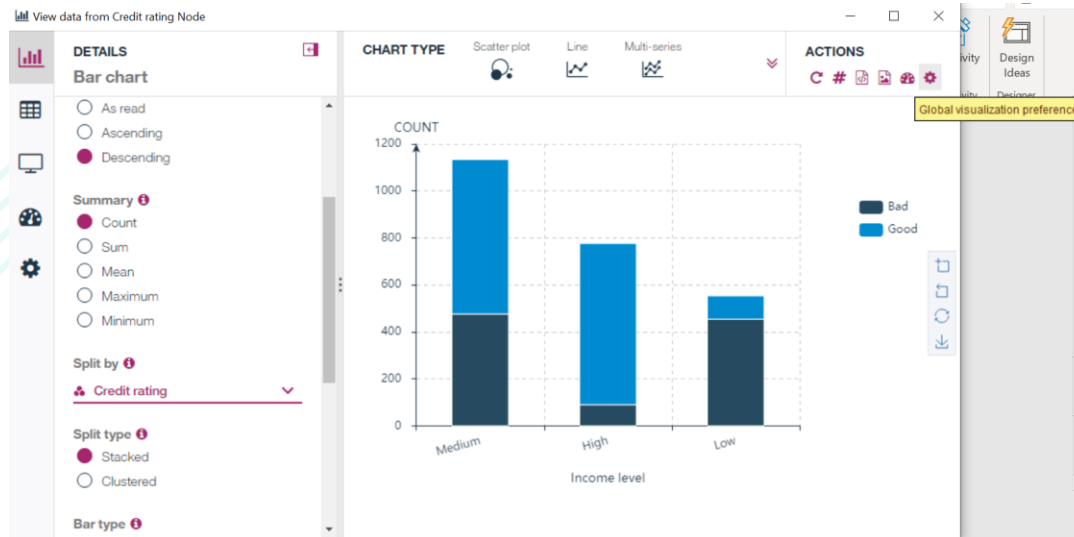 View data from Credit rating Node
DETAILS
Bar chart
As read
Ascending
Descending
Summary
Count
Sum
Mean
Maximum
Minimum
Split by
Credit rating
Split type
Stacked
Clustered
Bar type
CHART TYPE
Scatter plot
Line
Multi-series
ACTIONS
Global visualization preference
COUNT
1200
1000
800
600
400
200
0
Medium
High
Low
Income level
Bad
Good
Design
Ideas
Designer